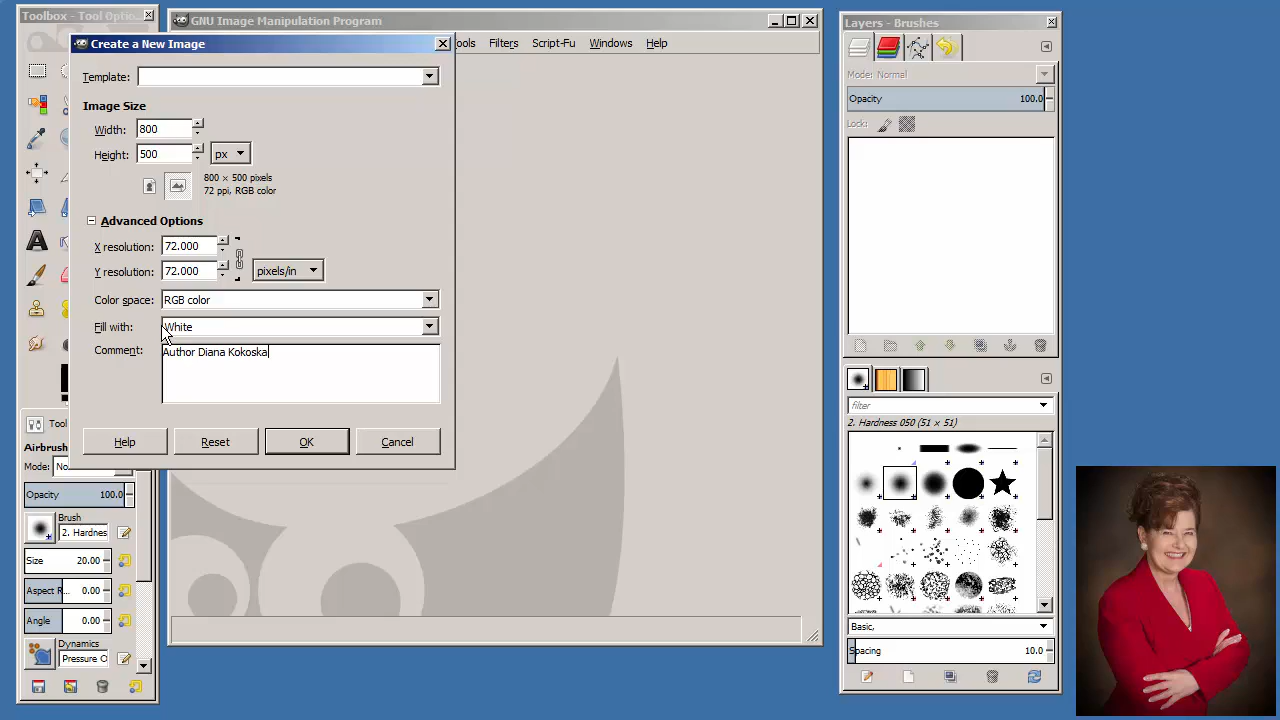 Toolbox - Tool Optio...
GNU Image Manipulation Program
ools Filters Script-Fu Windows Help
Create a New Image
Template:
Image Size
Width: 800
Height: 500 px
800 × 500 pixels
72 ppi, RGB color
Advanced Options
X resolution: 72.000
Y resolution: 72.000 pixels/in
Color space: RGB color
Fill with: White
Comment: Author Diana Kokoska
Help Reset OK Cancel
Tool
Airbrush
Mode: No
Opacity 100.0
Brush
2. Hardnes
Size 20.00
Aspect R... 0.00
Angle 0.00
Dynamics
Pressure O
Layers - Brushes
Mode: Normal
Opacity 100.0
Lock:
filter
2. Hardness 050 (51 × 51)
Basic,
Spacing 10.0